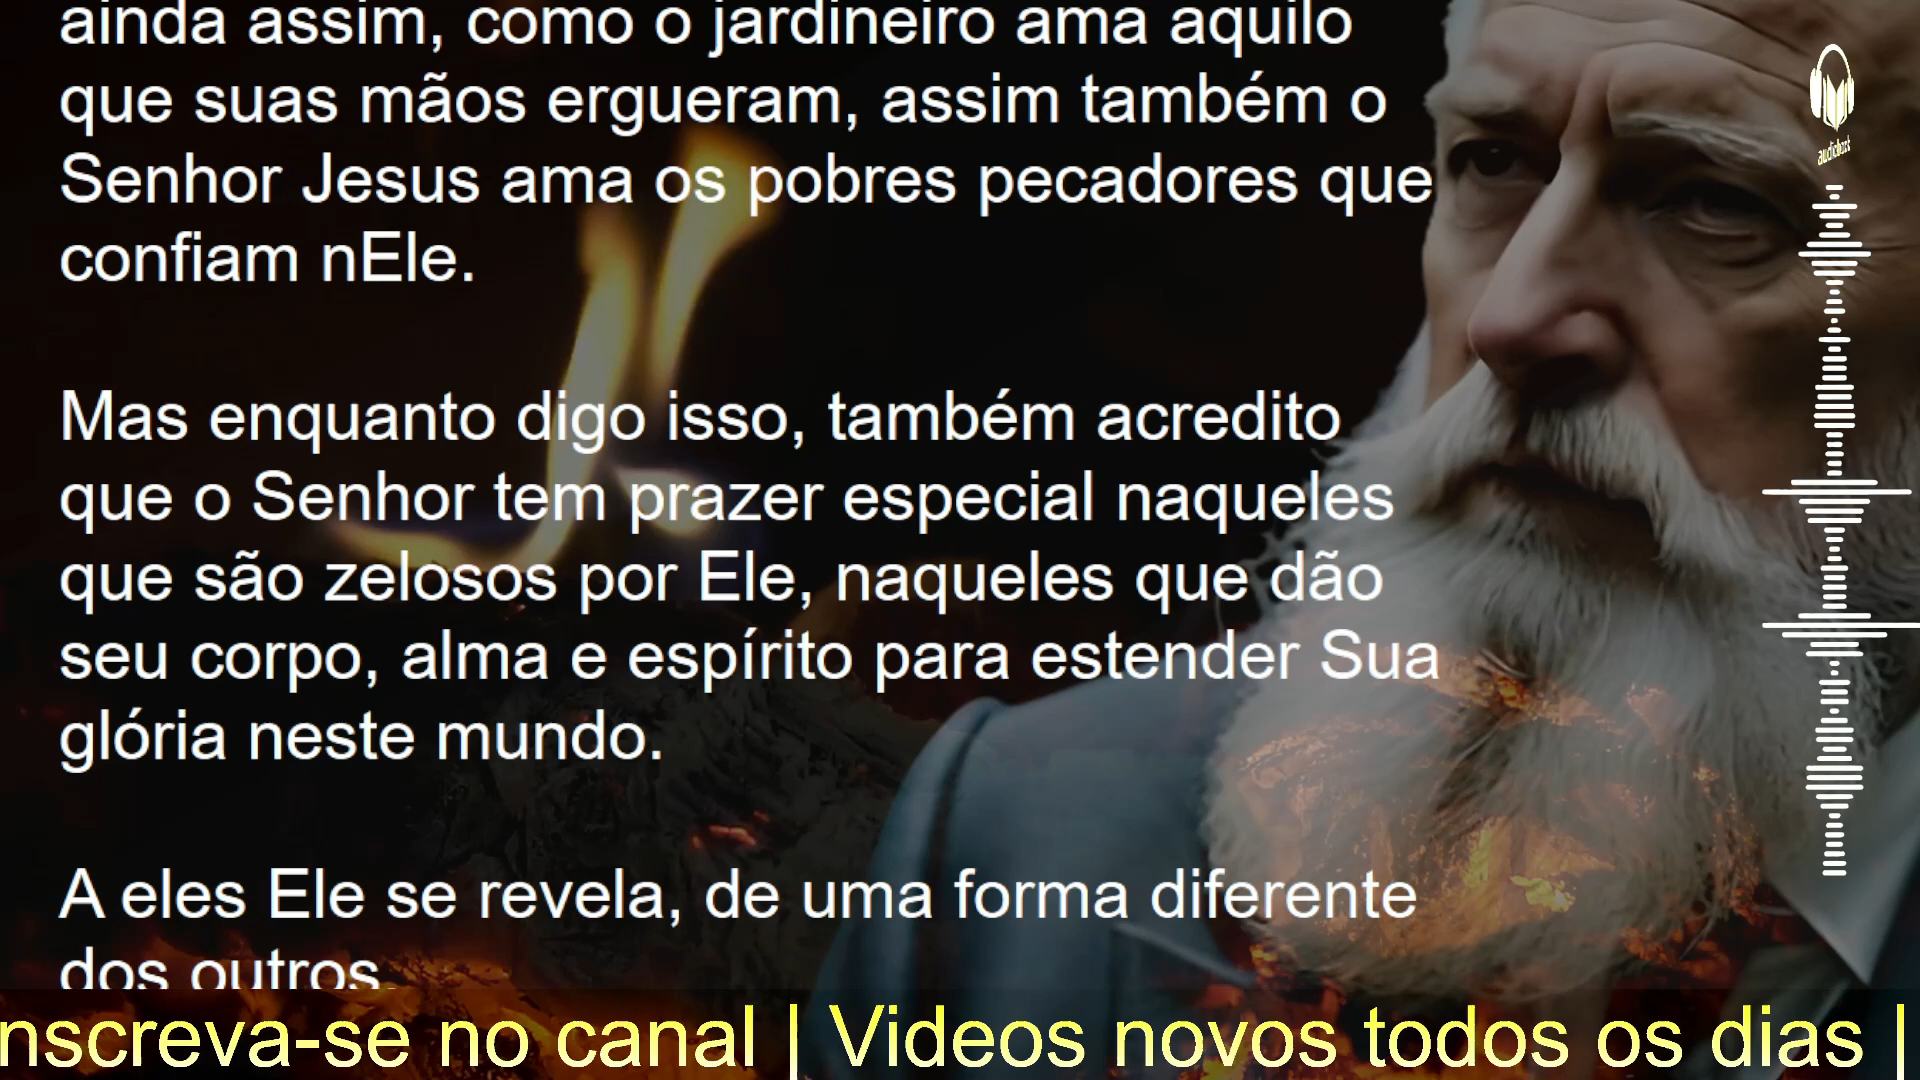 ainda assim, como o jardineiro ama aquilo
que suas mãos ergueram, assim também o
Senhor Jesus ama os pobres pecadores que
confiam nEle.
Mas enquanto digo isso, também acredito
que o Senhor tem prazer especial naqueles
que são zelosos por Ele, naqueles que dão
seu corpo, alma e espírito para estender Sua
glória neste mundo.
A eles Ele se revela, de uma forma diferente
dos outros.
nscreva-se no canal | Videos novos todos os dias |